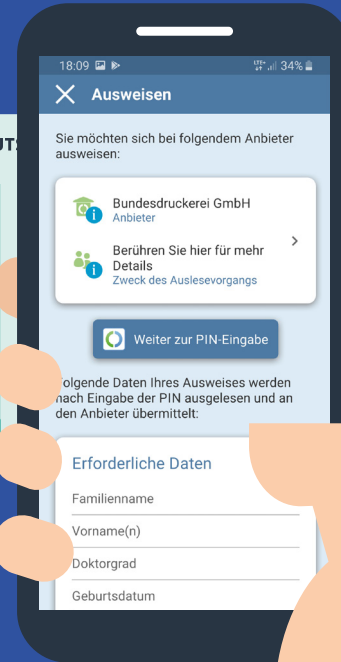 18:09 LTE+ 34%
Ausweisen
Sie möchten sich bei folgendem Anbieter
ausweisen:
Bundesdruckerei GmbH
Anbieter
Berühren Sie hier für mehr
Details
Zweck des Auslesevorgangs
Weiter zur PIN-Eingabe
Folgende Daten Ihres Ausweises werden
nach Eingabe der PIN ausgelesen und an
den Anbieter übermittelt:
Erforderliche Daten
Familienname
Vorname(n)
Doktorgrad
Geburtsdatum